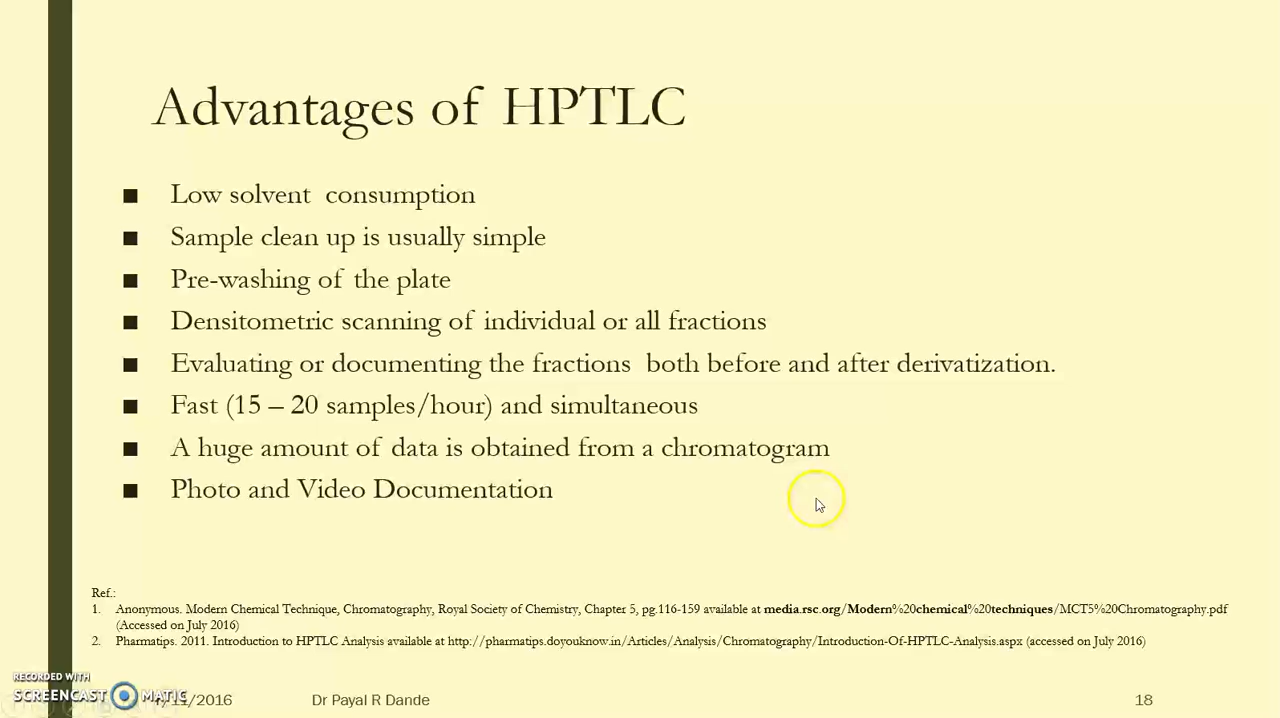 Advantages of HPTLC
■ Low solvent consumption
■ Sample clean up is usually simple
■ Pre-washing of the plate
■ Densitometric scanning of individual or all fractions
■ Evaluating or documenting the fractions both before and after derivatization.
■ Fast (15 – 20 samples/hour) and simultaneous
■ A huge amount of data is obtained from a chromatogram
■ Photo and Video Documentation
Ref.:
1. Anonymous. Modern Chemical Technique, Chromatography, Royal Society of Chemistry, Chapter 5, pg.116-159 available at media.rsc.org/Modern%20chemical%20techniques/MCT5%20Chromatography.pdf
(Accessed on July 2016)
2. Pharmatips. 2011. Introduction to HPTLC Analysis available at http://pharmatips.doyouknow.in/Articles/Analysis/Chromatography/Introduction-Of-HPTLC-Analysis.aspx (accessed on July 2016)
RECORDED WITH
SCREENCAST MATIC
/11/2016 Dr Payal R Dande 18